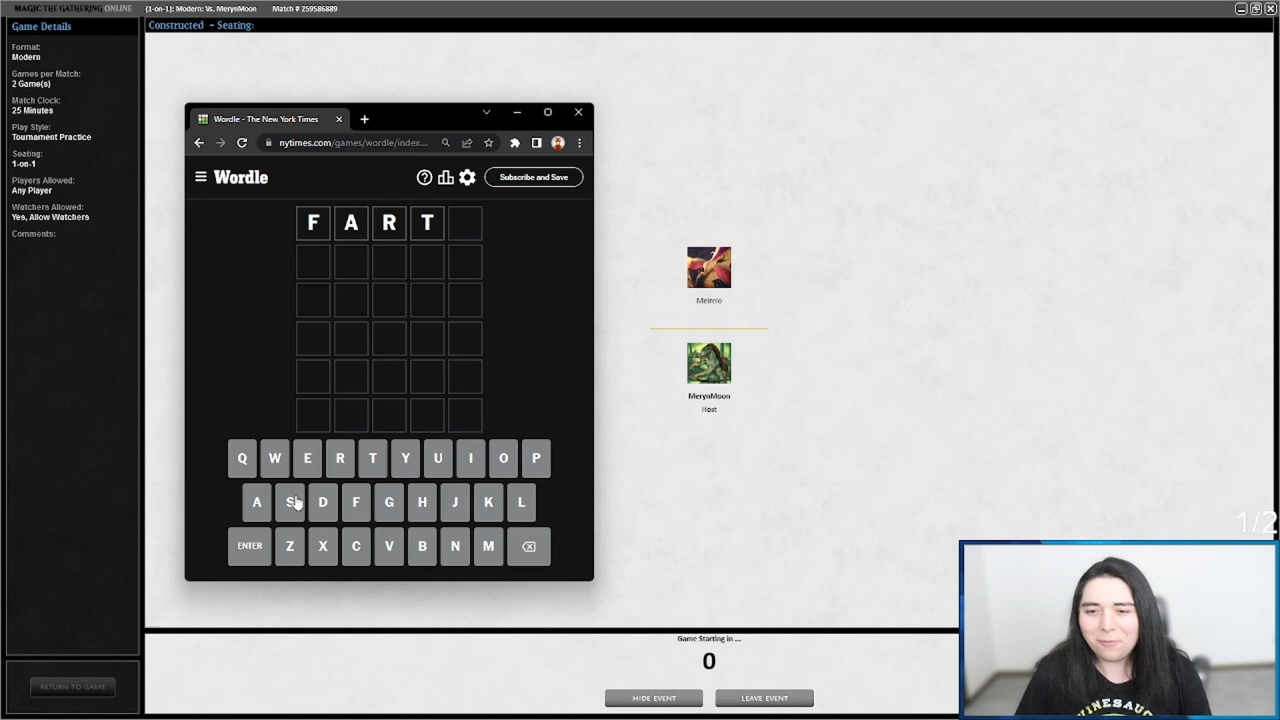 MAGIC THE GATHERING ONLINE
(1-on-1): Modern: Vs. MerynMoon Match # 259586889
Game Details
Constructed - Seating:
Format:
Modern
Games per Match:
2 Game(s)
Match Clock:
25 Minutes
Play Style:
Tournament Practice
Seating:
1-on-1
Players Allowed:
Any Player
Watchers Allowed:
Yes, Allow Watchers
Comments:
RETURN TO GAME
Wordle - The New York Times
nytimes.com/games/wordle/index....
Wordle
Subscribe and Save
F A R T
Q W E R T Y U I O P
A S D F G H J K L
ENTER Z X C V B N M
Melrelo
MerynMoon
Host
1/2
Game Starting in ...
0
HIDE EVENT LEAVE EVENT